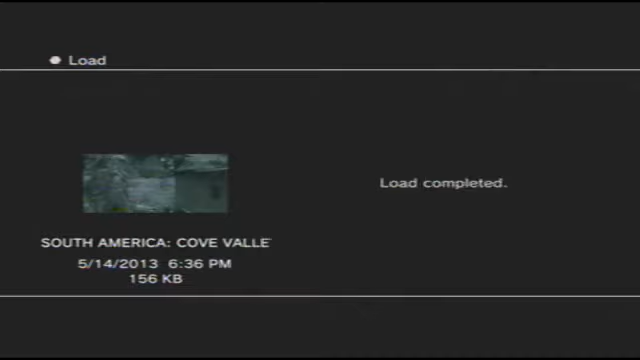 Load
Load completed.
SOUTH AMERICA: COVE VALLE
5/14/2013 6:36 PM
156 KB